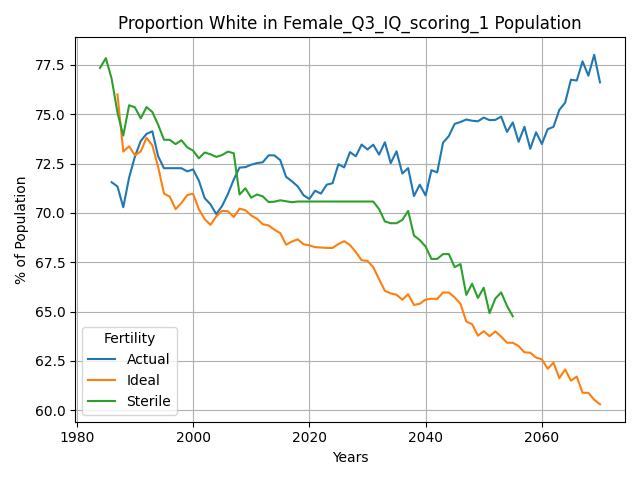 Proportion White in Female_Q3_IQ_scoring_1 Population
% of Population
77.5
75.0
72.5
70.0
67.5
65.0
62.5
60.0
Fertility
Actual
Ideal
Sterile
1980
2000
2020
2040
2060
Years